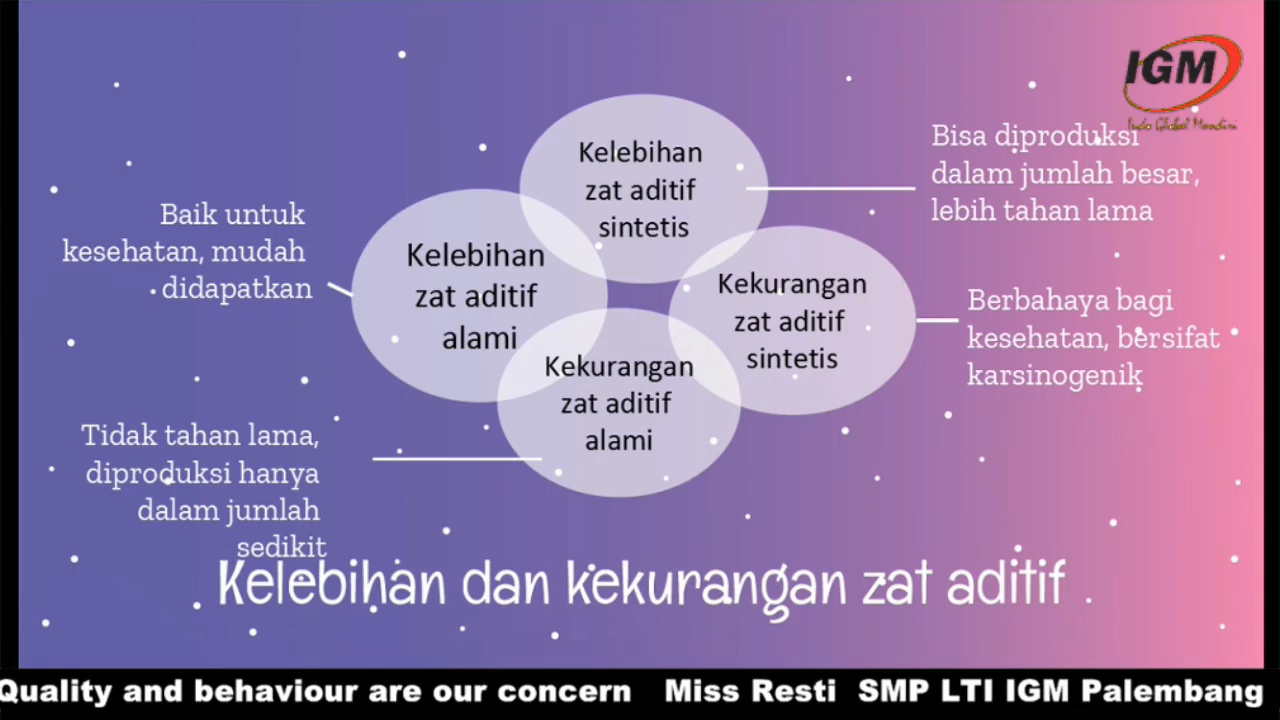 IGM
Indo Global Mandiri
Kelebihan
zat aditif
sintetis
Bisa diproduksi
dalam jumlah besar,
lebih tahan lama
Baik untuk
kesehatan, mudah
didapatkan
Kelebihan
zat aditif
alami
Kekurangan
zat aditif
sintetis
Berbahaya bagi
kesehatan, bersifat
karsinogenik
Kekurangan
zat aditif
alami
Tidak tahan lama,
diproduksi hanya
dalam jumlah
sedikit
Kelebihan dan kekurangan zat aditif
Quality and behaviour are our concern Miss Resti SMP LTI IGM Palembang